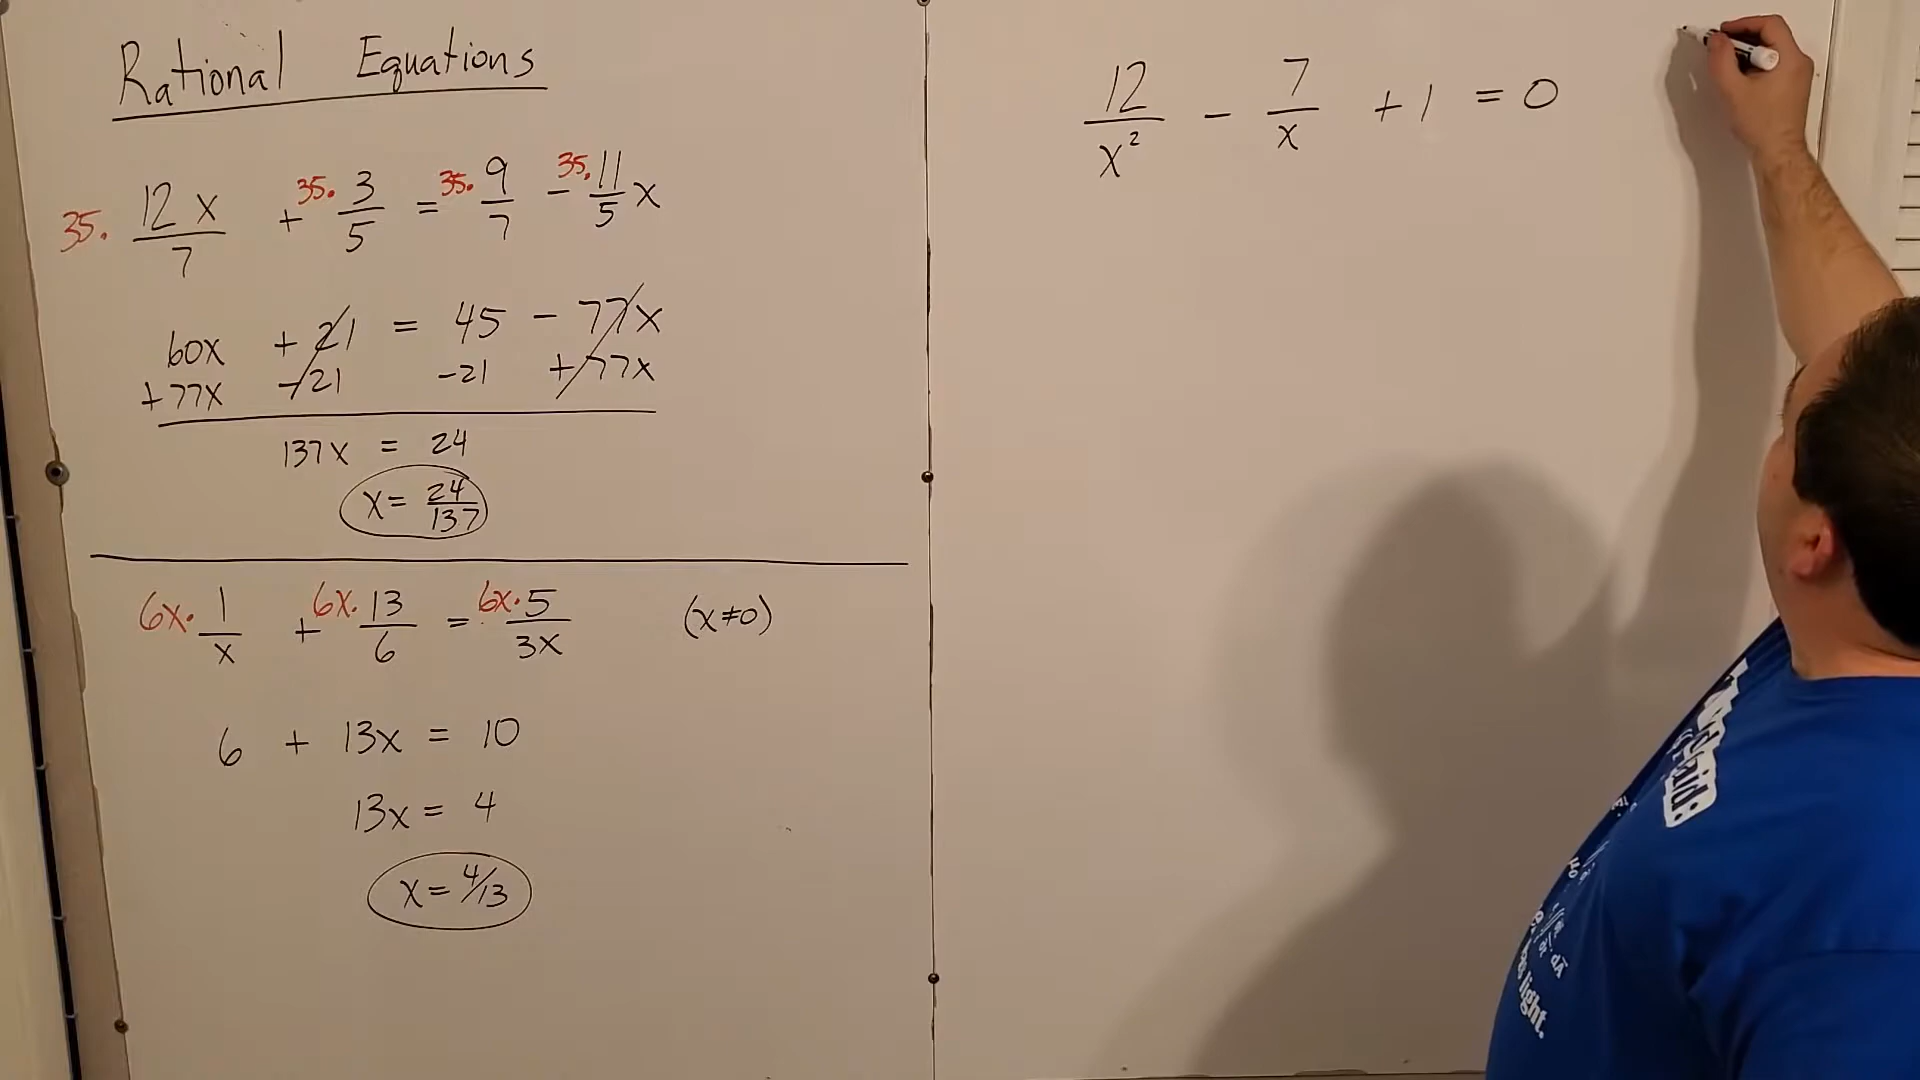 Rational Equations
35. 12x/7 + 35. 3/5 = 35. 9/7 - 35. 11/5 x
60x + 21 = 45 - 77x
+77x -21 -21 +77x
137x = 24
x = 24/137
6x. 1/x + 6x. 13/6 = 6x. 5/3x (x≠0)
6 + 13x = 10
13x = 4
x = 4/13
12/x² - 7/x + 1 = 0
light.